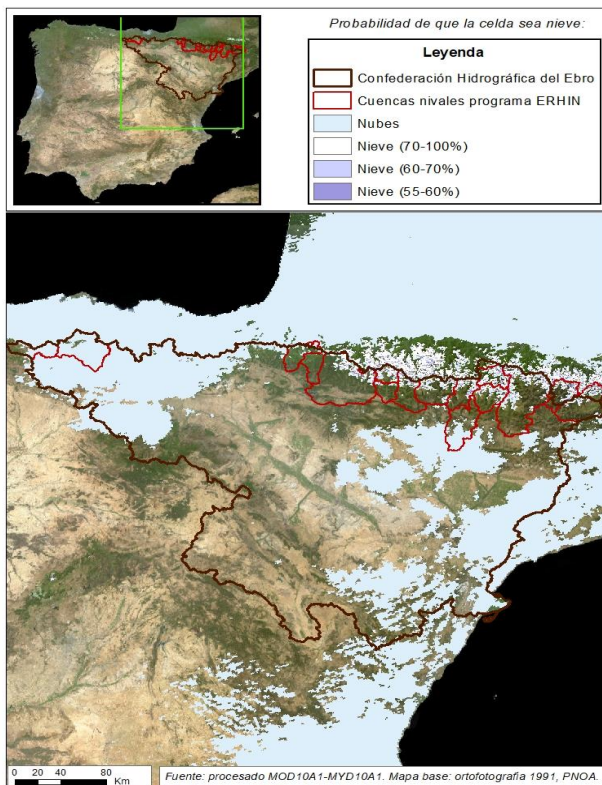 Probabilidad de que la celda sea nieve:
Leyenda
Confederación Hidrográfica del Ebro
Cuencas nivales programa ERHIN
Nubes
Nieve (70-100%)
Nieve (60-70%)
Nieve (55-60%)
0 20 40 80
Km
Fuente: procesado MOD10A1-MYD10A1. Mapa base: ortofotografia 1991, PNOA.